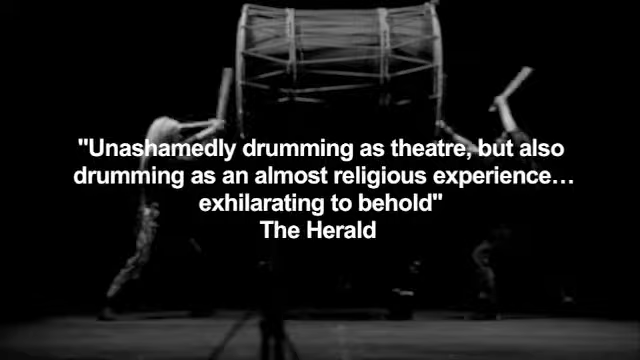 "Unashamedly drumming as theatre, but also
drumming as an almost religious experience…
exhilarating to behold"
The Herald